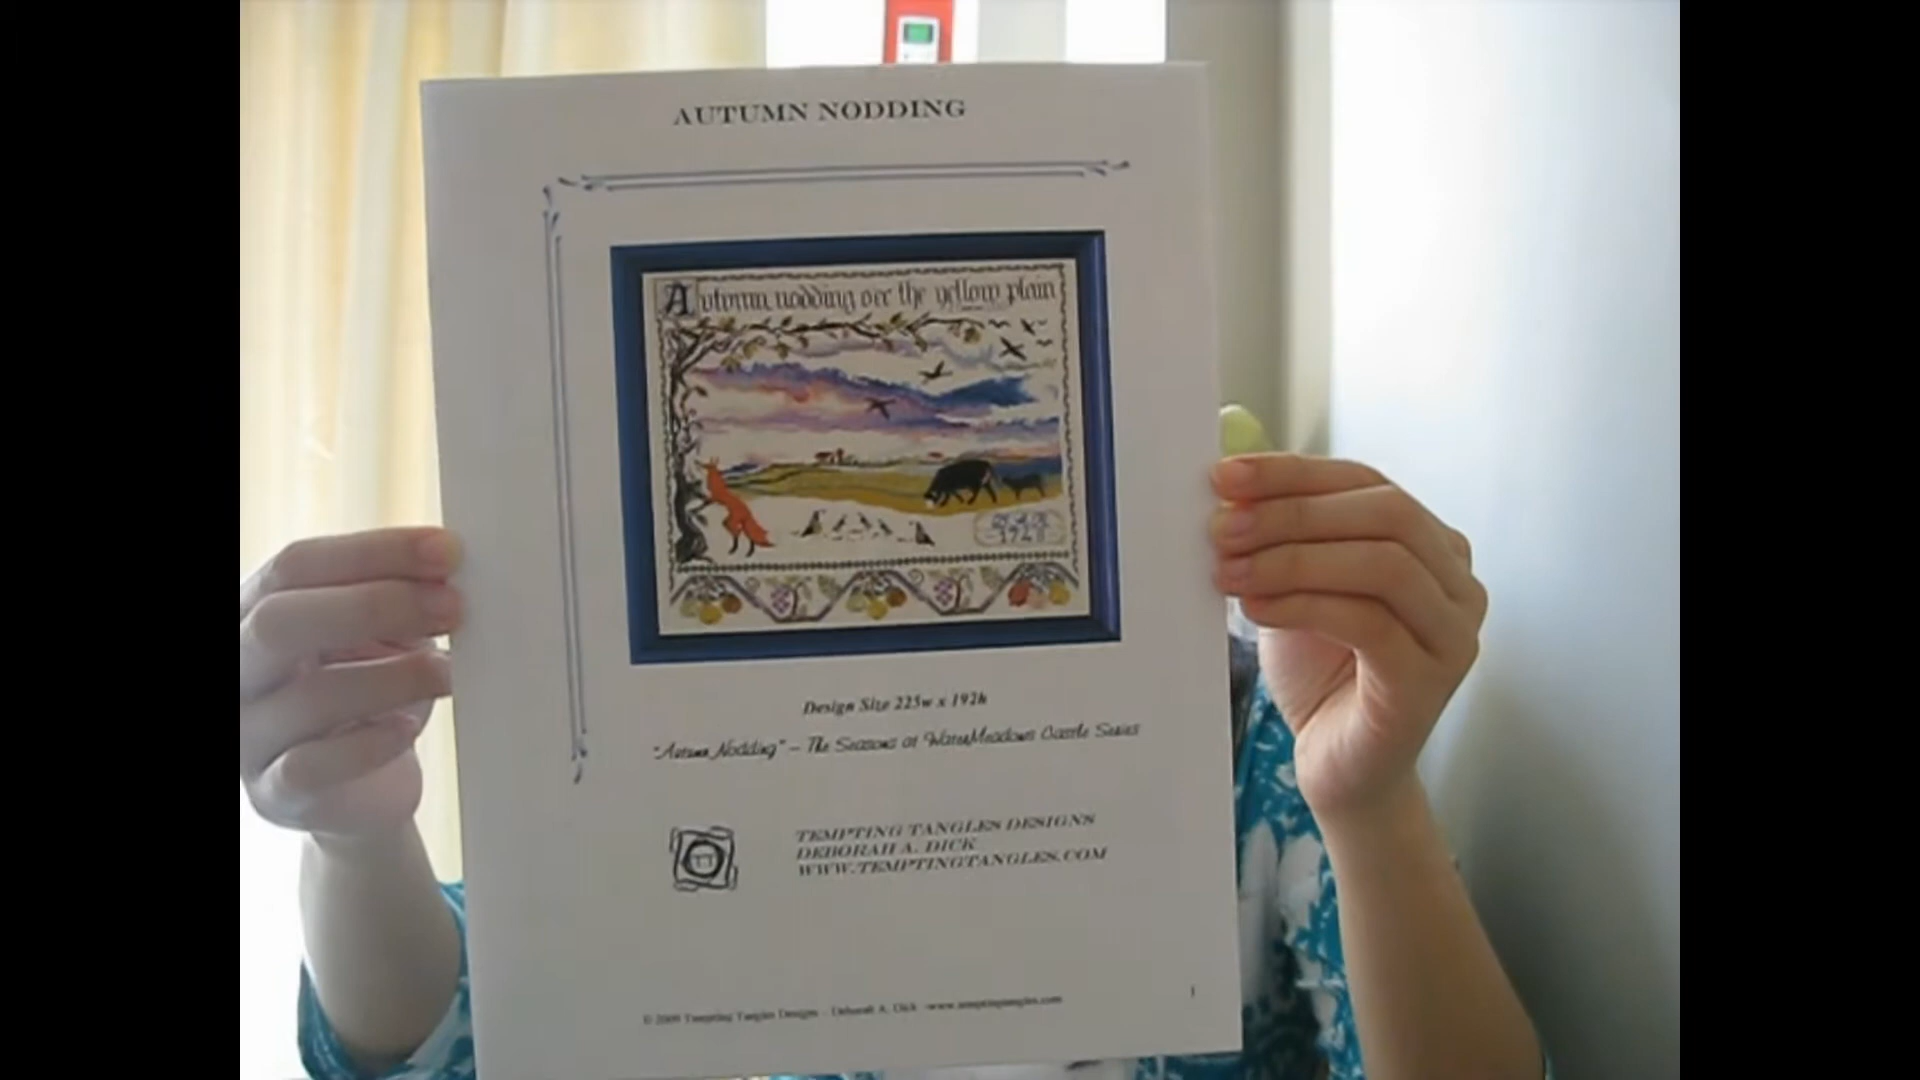 AUTUMN NODDING
Autumn nodding o'er the yellow plain
Design Size 225w x 192h
"Autumn Nodding" – The Seasons at WaterMeadows Castle Series
TEMPTING TANGLES DESIGNS
DEBORAH A. DICK
WWW.TEMPTINGTANGLES.COM
TT
© 2009 Tempting Tangles Designs - Deborah A. Dick -www.temptingtangles.com
1